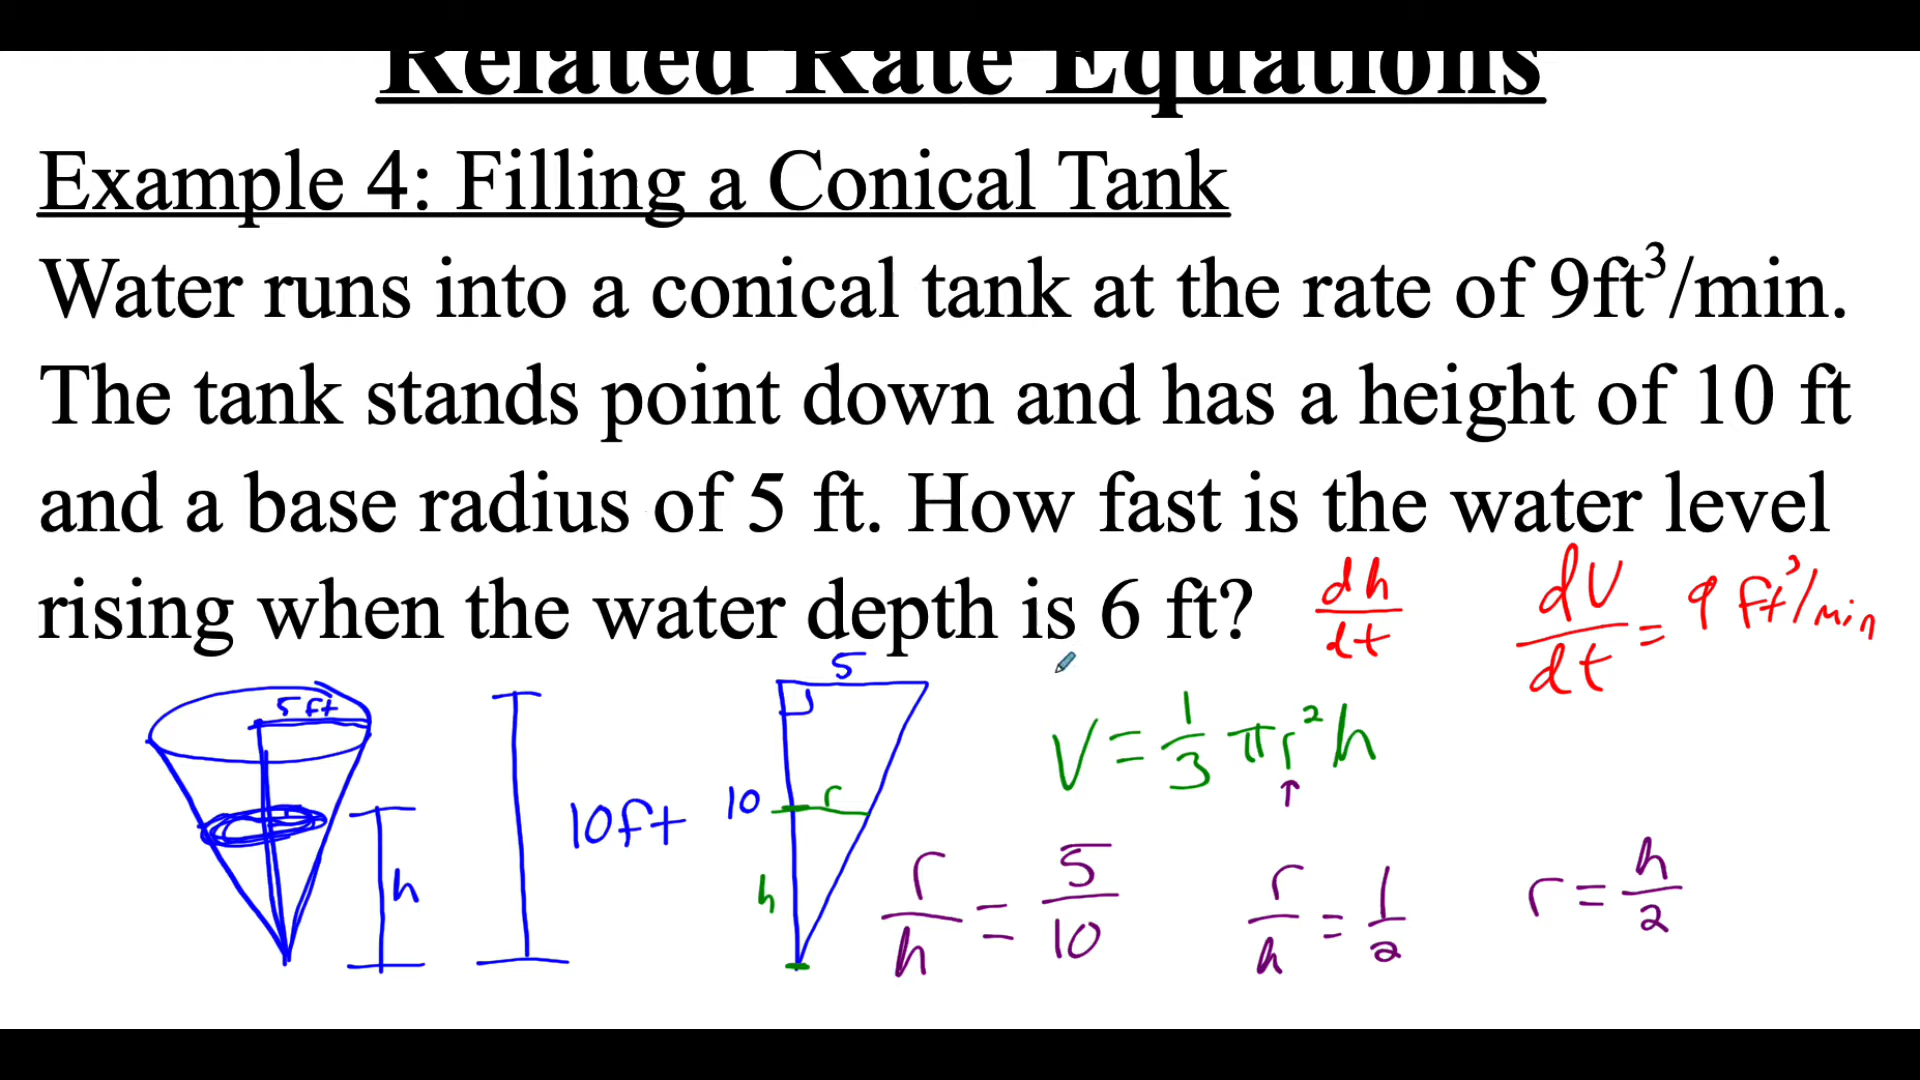 Related Rate Equations
Example 4: Filling a Conical Tank
Water runs into a conical tank at the rate of 9ft³/min.
The tank stands point down and has a height of 10 ft
and a base radius of 5 ft. How fast is the water level
rising when the water depth is 6 ft?
dh/dt
dV/dt = 9 ft³/min
5 ft
h
10ft
5
10
r
h
V = 1/3 πr²h
r/h = 5/10
r/h = 1/2
r = h/2